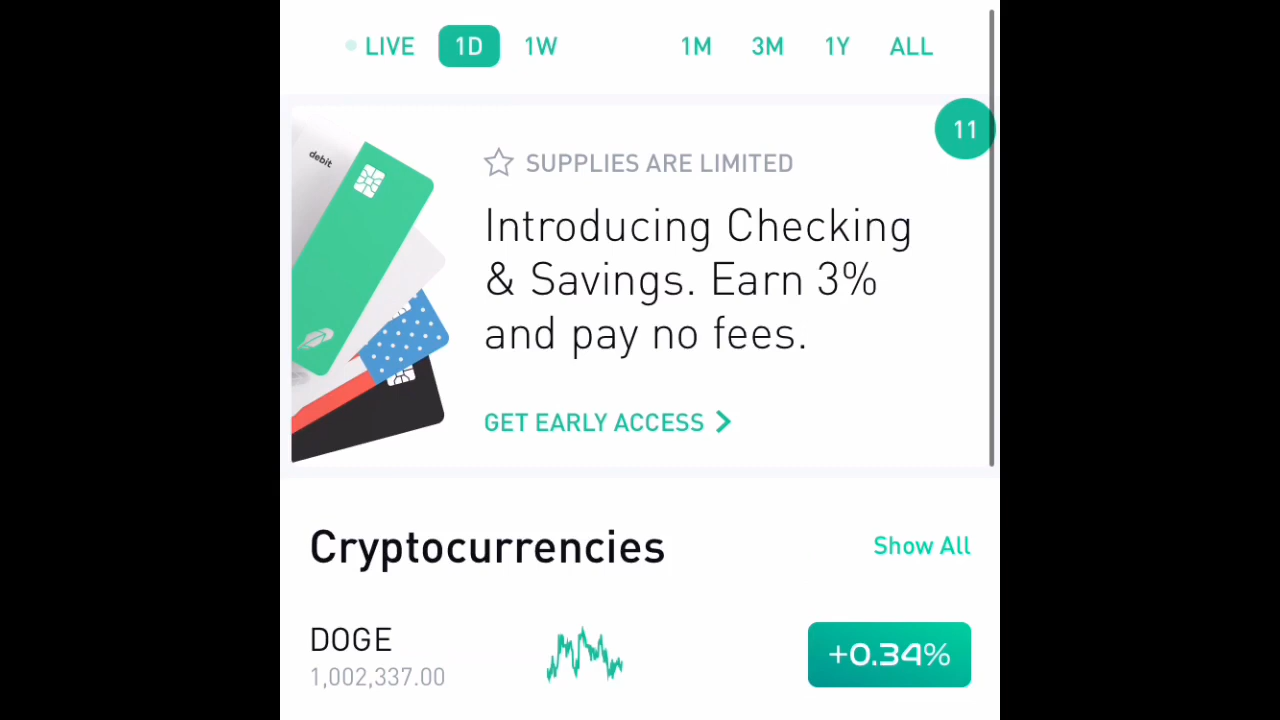 LIVE 1D 1W 1M 3M 1Y ALL
11
debit
SUPPLIES ARE LIMITED
Introducing Checking
& Savings. Earn 3%
and pay no fees.
GET EARLY ACCESS
Cryptocurrencies Show All
DOGE
+0.34%
1,002,337.00